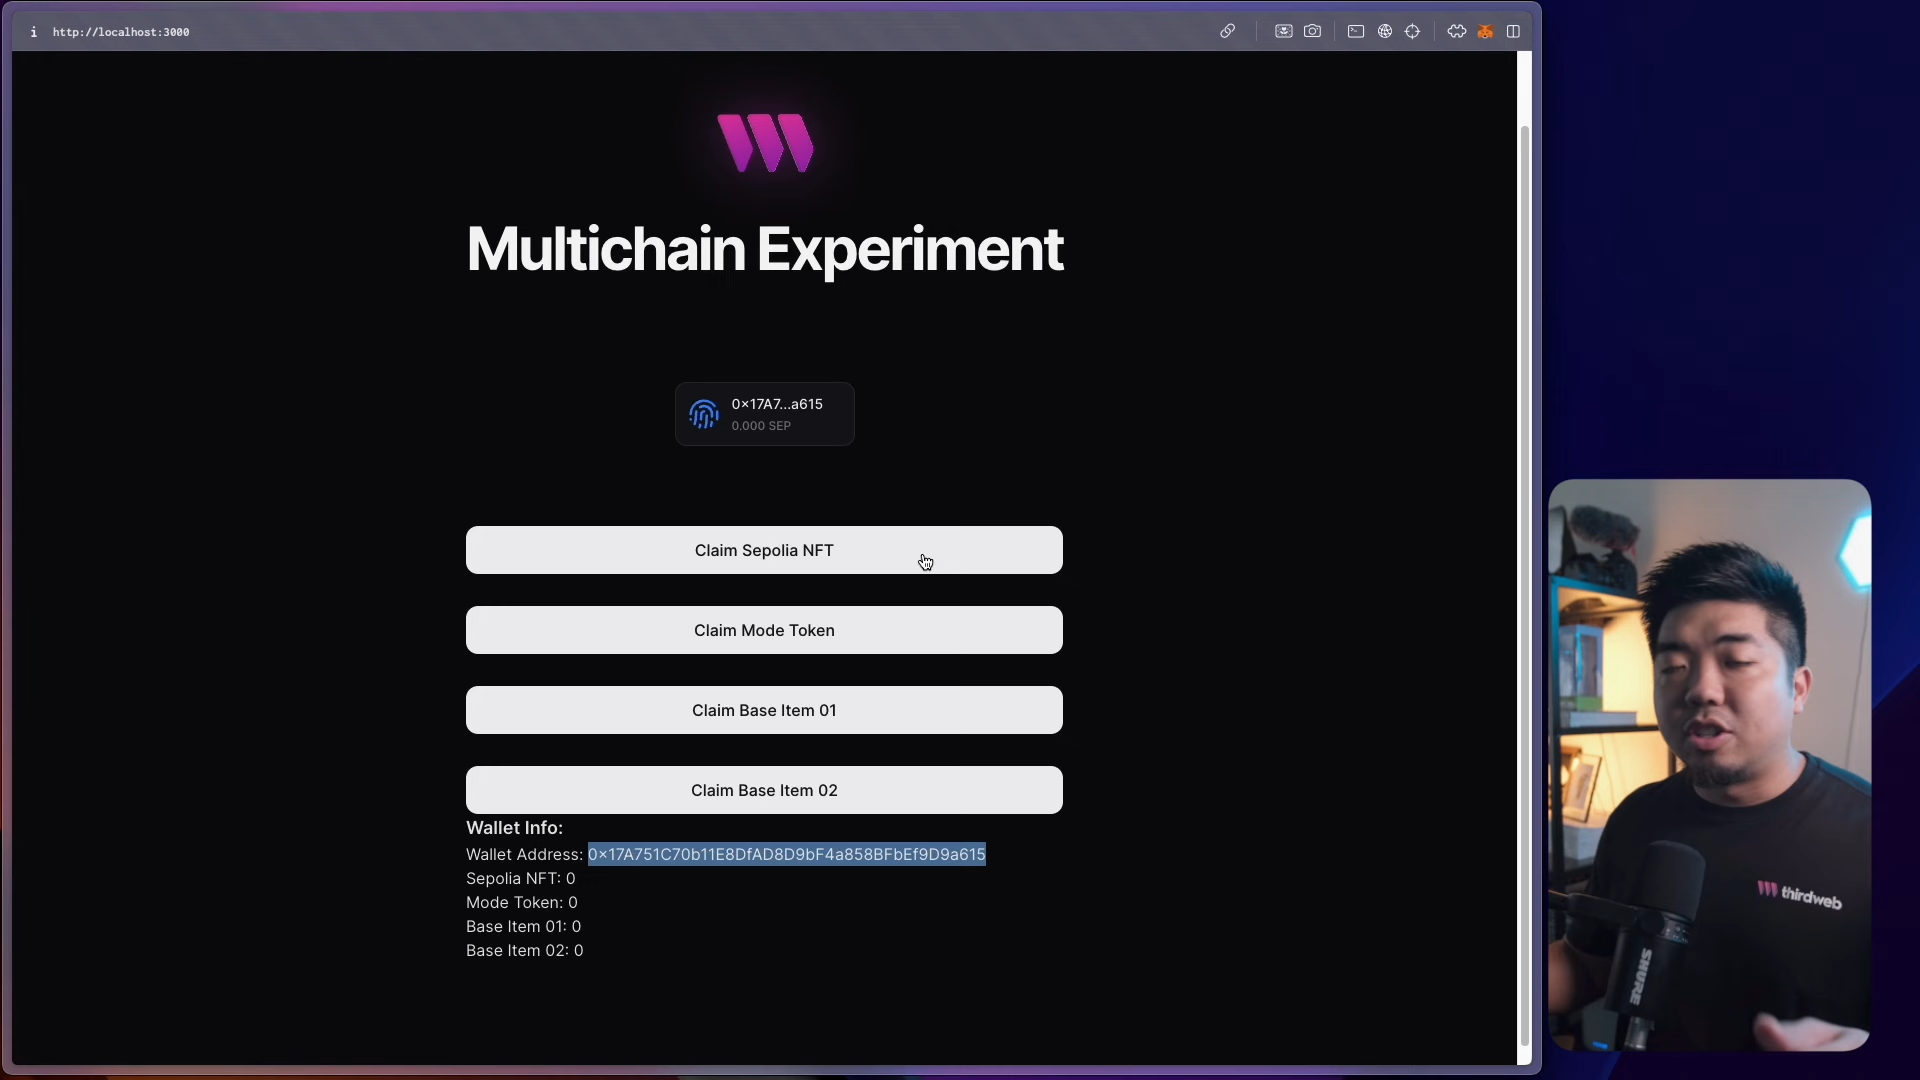 i http://localhost:3000
Multichain Experiment
0x17A7...a615
0.000 SEP
Claim Sepolia NFT
Claim Mode Token
Claim Base Item 01
Claim Base Item 02
Wallet Info:
Wallet Address: 0x17A751C70b11E8DfAD8D9bF4a858BFbEf9D9a615
Sepolia NFT: 0
Mode Token: 0
Base Item 01: 0
Base Item 02: 0
thirdweb
SHURE